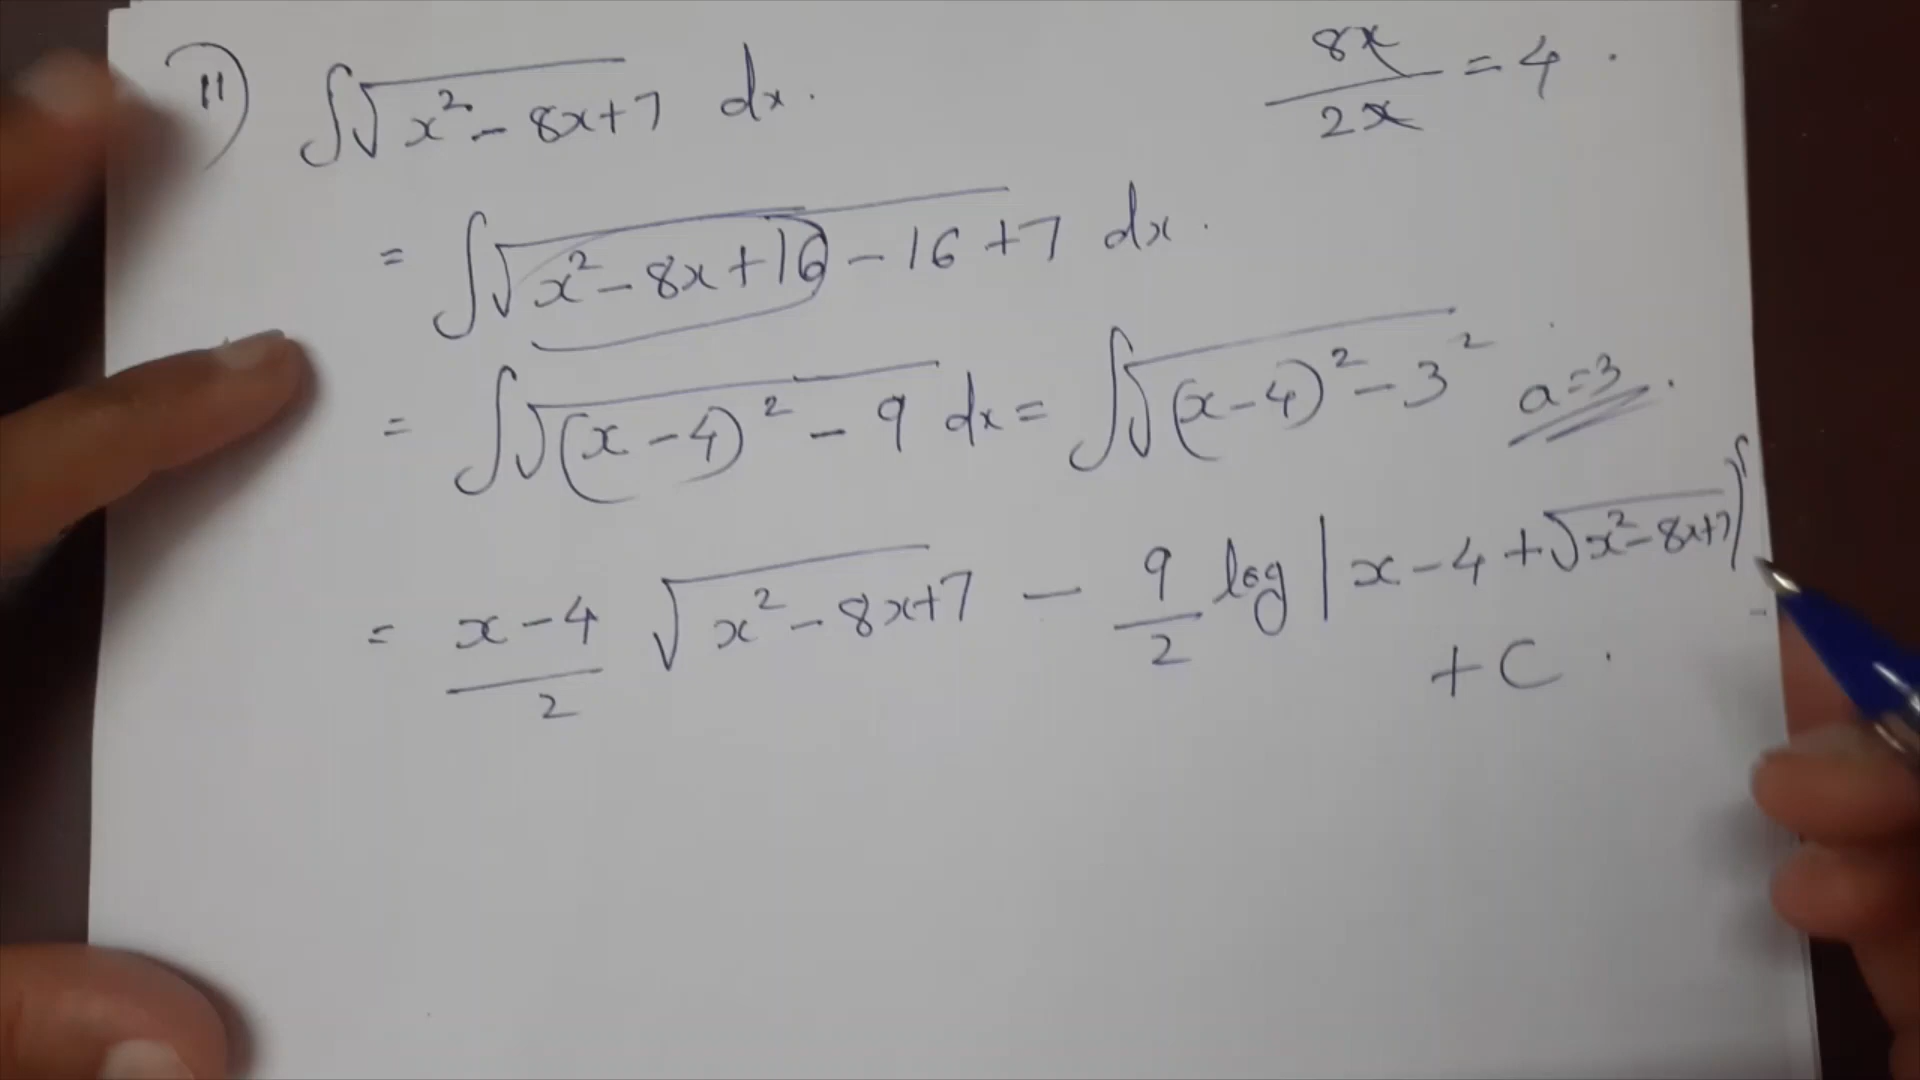 11) ∫√(x² - 8x+7) dx.
8x/2x = 4.
= ∫√(x² - 8x+16 - 16+7) dx.
= ∫√((x-4)² - 9) dx = ∫√((x-4)² - 3²) a=3.
= (x-4)/2 √(x² - 8x+7) - 9/2 log |x-4+√(x²-8x+7)|
+ C.